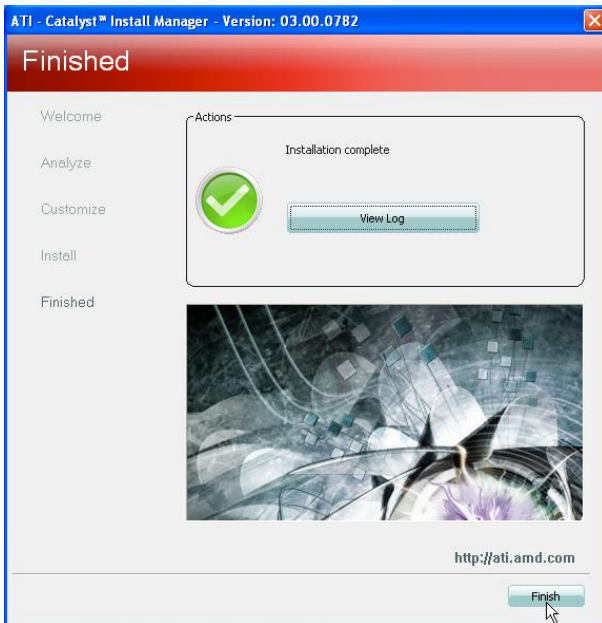 ATI - Catalyst™ Install Manager - Version: 03.00.0782
Finished
Welcome
Analyze
Customize
Install
Finished
Actions
Installation complete
View Log
http://ati.amd.com
Finish